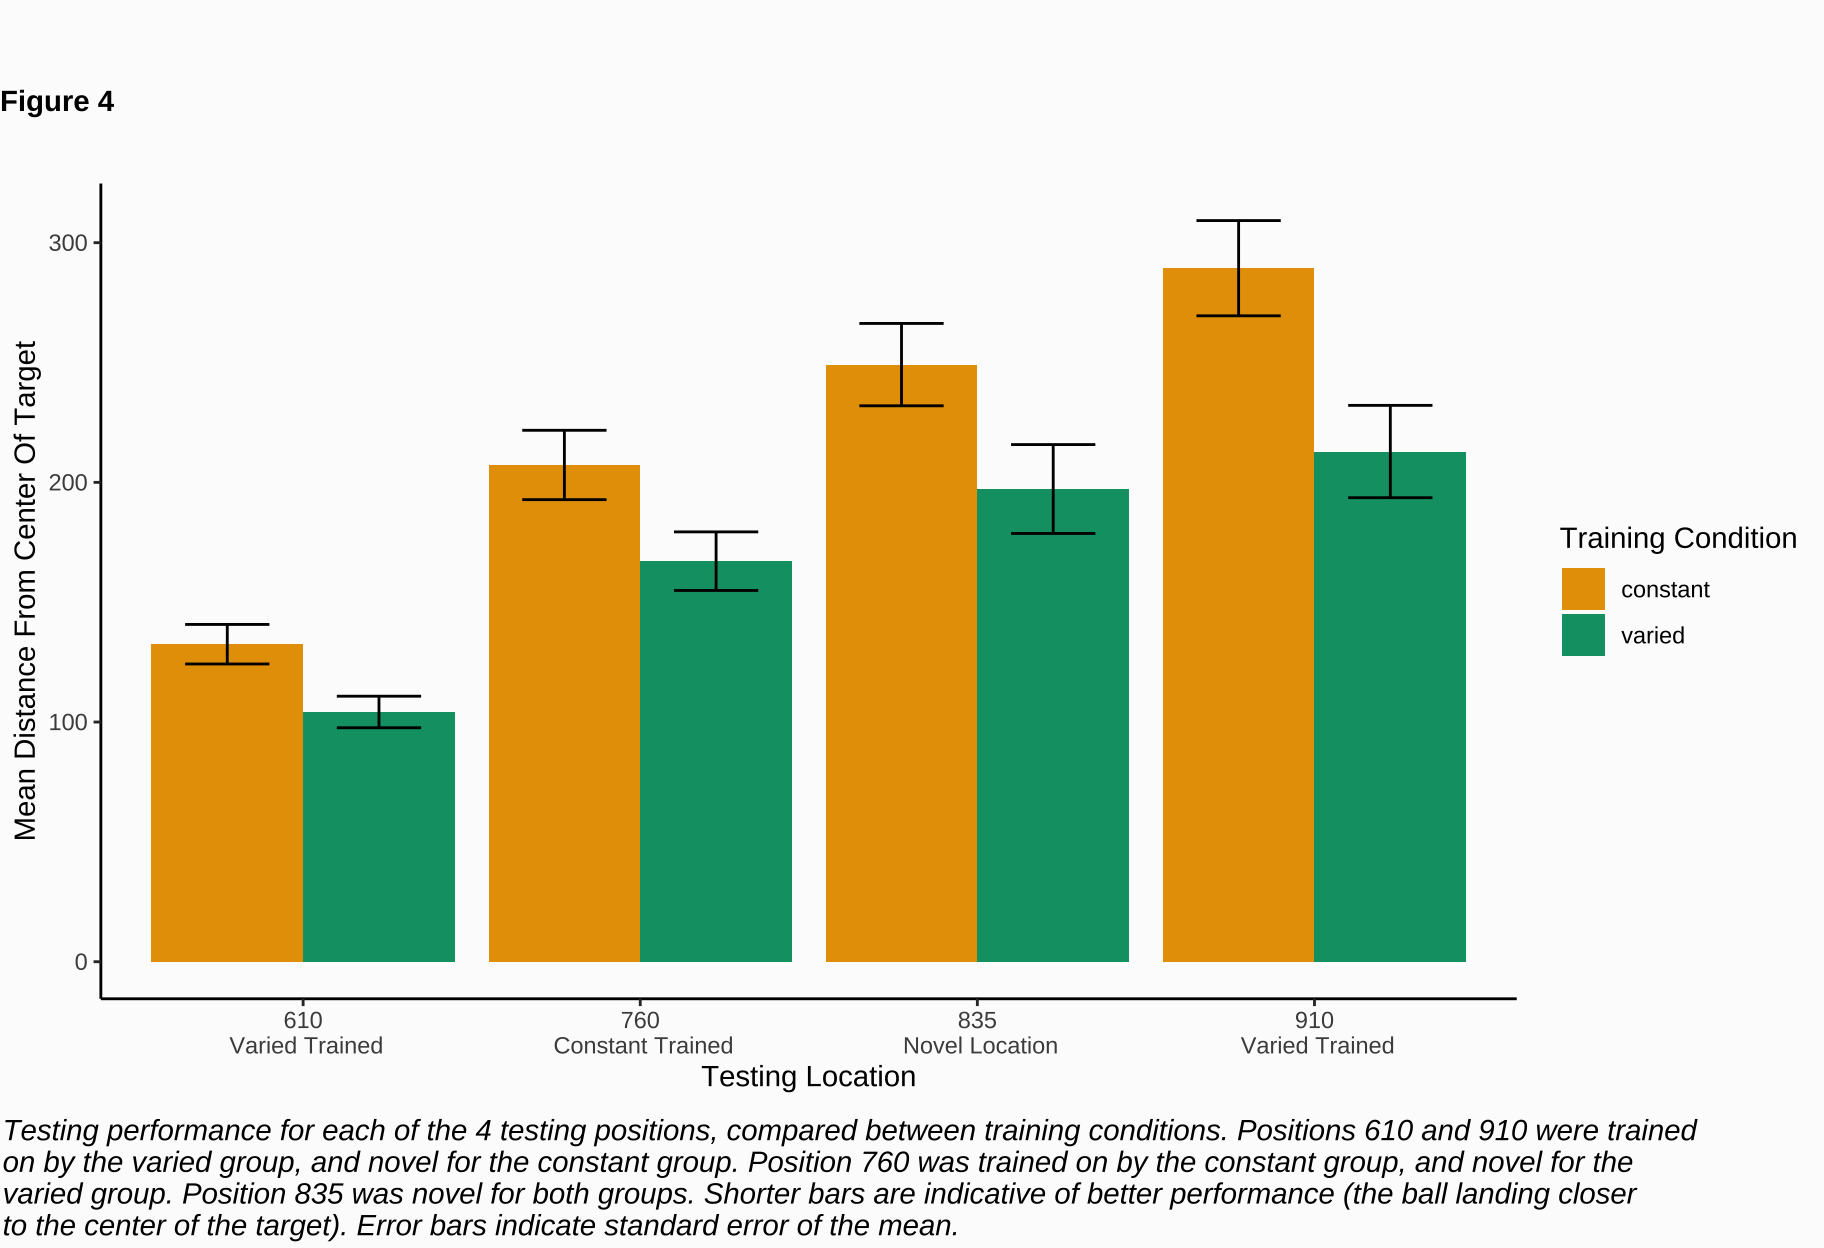 Figure 4
Mean Distance From Center Of Target
300
200
100
0
610
Varied Trained
760
Constant Trained
835
Novel Location
910
Varied Trained
Testing Location
Training Condition
constant
varied
Testing performance for each of the 4 testing positions, compared between training conditions. Positions 610 and 910 were trained
on by the varied group, and novel for the constant group. Position 760 was trained on by the constant group, and novel for the
varied group. Position 835 was novel for both groups. Shorter bars are indicative of better performance (the ball landing closer
to the center of the target). Error bars indicate standard error of the mean.